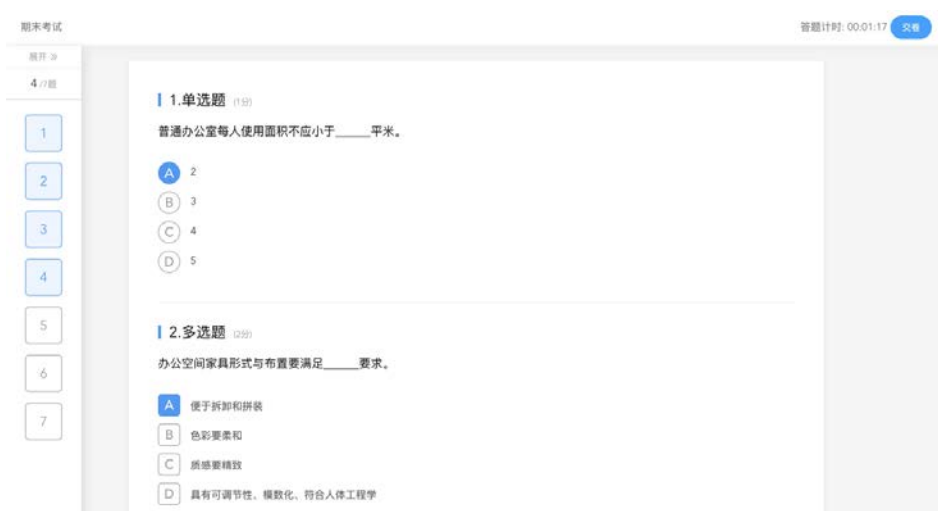 期末考试
答题计时: 00:01:17 交卷
展开 >>
4 /7题
1
2
3
4
5
6
7
1.单选题 (1分)
普通办公室每人使用面积不应小于_____平米。
A 2
B 3
C 4
D 5
2.多选题 (2分)
办公空间家具形式与布置要满足_____要求。
A 便于拆卸和拼装
B 色彩要柔和
C 质感要精致
D 具有可调节性、模数化、符合人体工程学